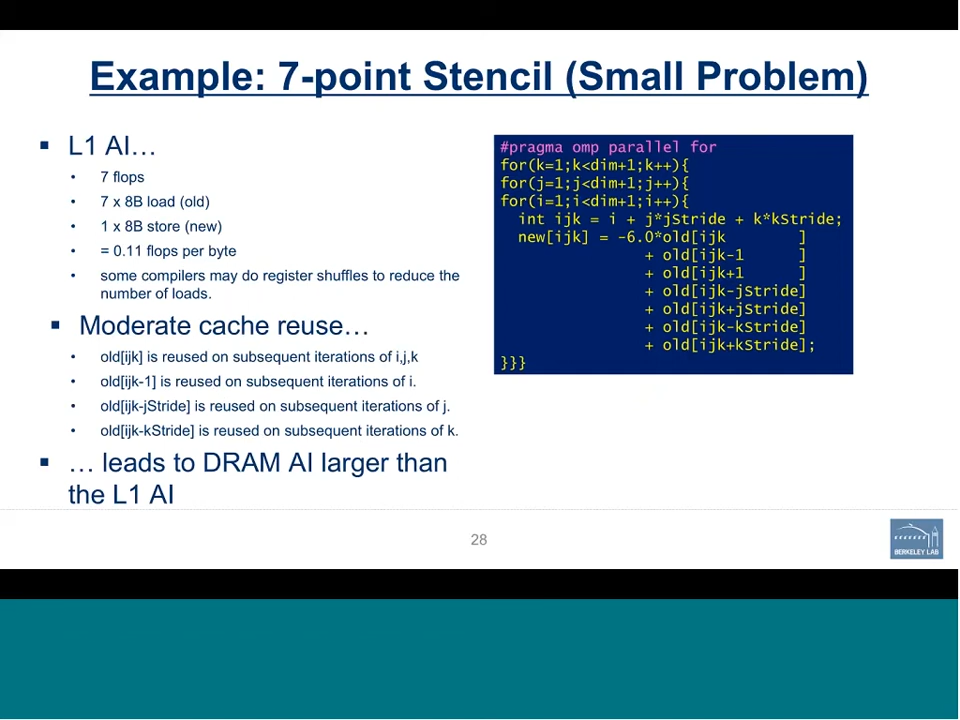 Example: 7-point Stencil (Small Problem)
▪ L1 AI…
• 7 flops
• 7 x 8B load (old)
• 1 x 8B store (new)
• = 0.11 flops per byte
• some compilers may do register shuffles to reduce the
number of loads.
▪ Moderate cache reuse…
• old[ijk] is reused on subsequent iterations of i,j,k
• old[ijk-1] is reused on subsequent iterations of i.
• old[ijk-jStride] is reused on subsequent iterations of j.
• old[ijk-kStride] is reused on subsequent iterations of k.
▪ … leads to DRAM AI larger than
the L1 AI
#pragma omp parallel for
for(k=1;k<dim+1;k++){
for(j=1;j<dim+1;j++){
for(i=1;i<dim+1;i++){
  int ijk = i + j*jStride + k*kStride;
  new[ijk] = -6.0*old[ijk        ]
                + old[ijk-1      ]
                + old[ijk+1      ]
                + old[ijk-jStride]
                + old[ijk+jStride]
                + old[ijk-kStride]
                + old[ijk+kStride];
}}}
28
BERKELEY LAB